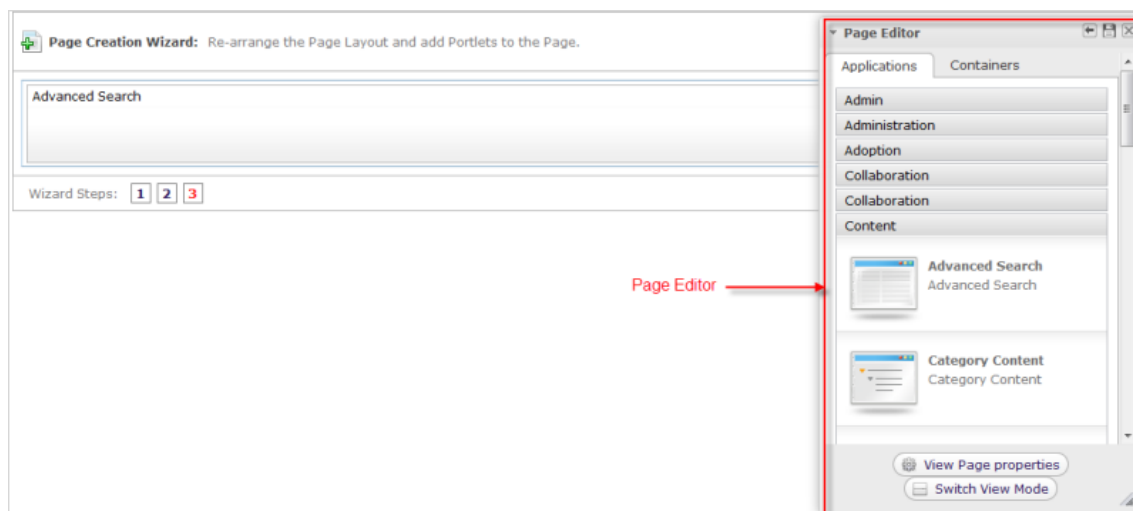 Page Creation Wizard: Re-arrange the Page Layout and add Portlets to the Page.
Advanced Search
Wizard Steps: 1 2 3
Page Editor
Page Editor
Applications Containers
Admin
Administration
Adoption
Collaboration
Collaboration
Content
Advanced Search
Advanced Search
Category Content
Category Content
View Page properties
Switch View Mode